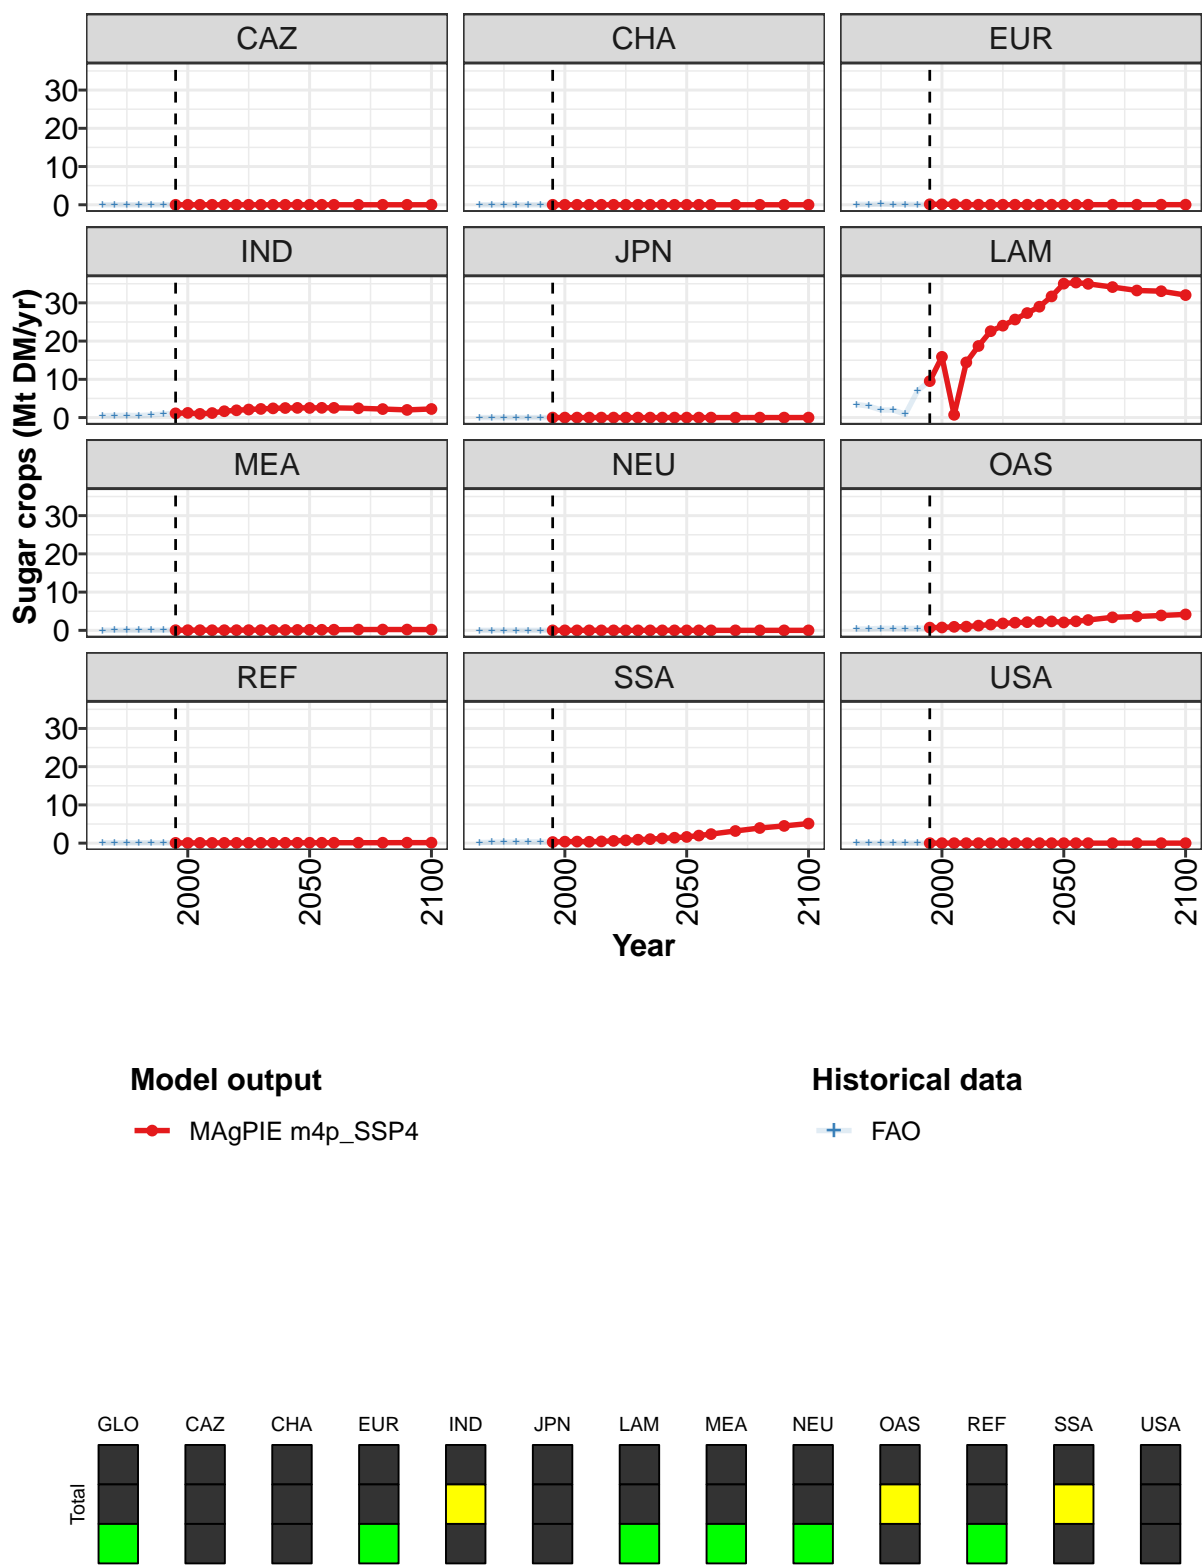 CAZ CHA EUR
30
20
10
0
IND JPN LAM
30
20
10
0
MEA NEU OAS
30
20
10
0
REF SSA USA
30
20
10
0
Sugar crops (Mt DM/yr)
2000 2050 2100 2000 2050 2100 2000 2050 2100
Year
Model output Historical data
MAgPIE m4p_SSP4 FAO
GLO CAZ CHA EUR IND JPN LAM MEA NEU OAS REF SSA USA
Total